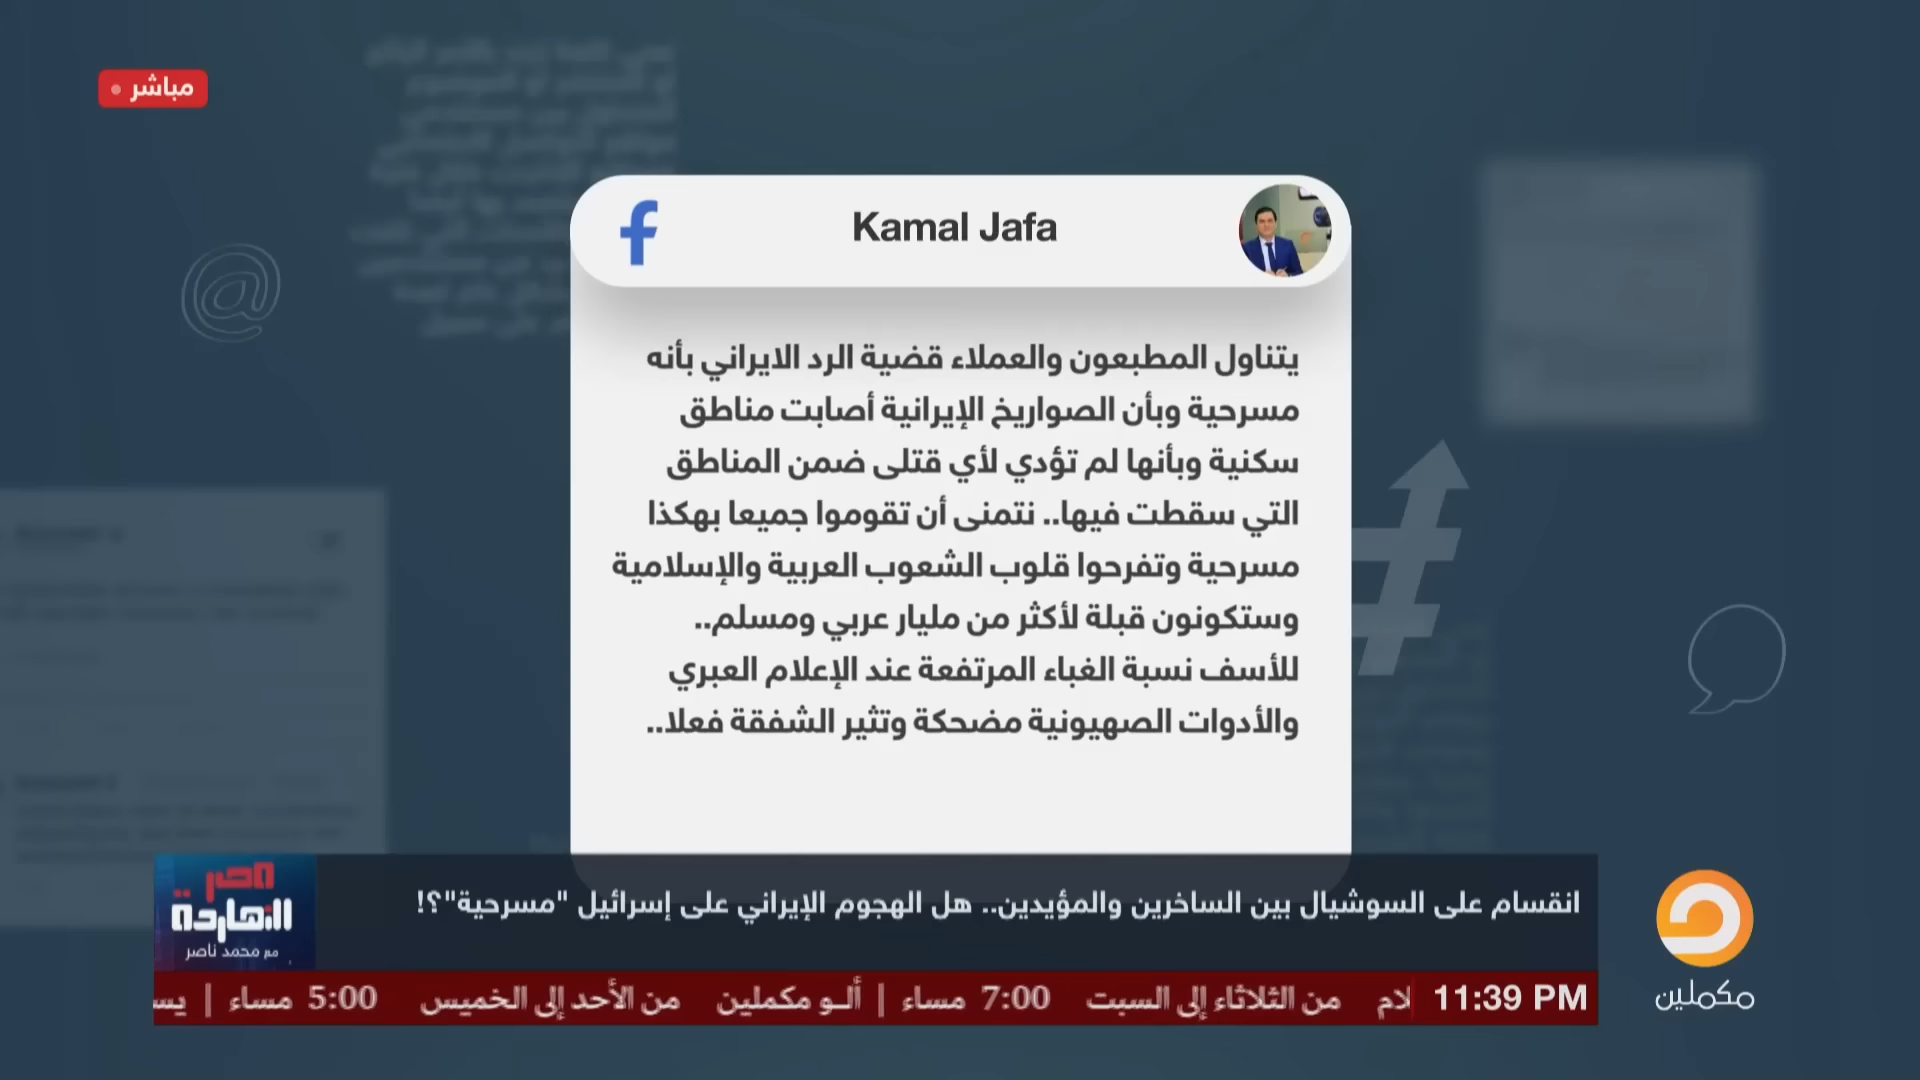 مباشر
Kamal Jafa
يتناول المطبعون والعملاء قضية الرد الايراني بأنه
مسرحية وبأن الصواريخ الإيرانية أصابت مناطق
سكنية وبأنها لم تؤدي لأي قتلى ضمن المناطق
التي سقطت فيها.. نتمنى أن تقوموا جميعا بهكذا
مسرحية وتفرحوا قلوب الشعوب العربية والإسلامية
وستكونون قبلة لأكثر من مليار عربي ومسلم..
للأسف نسبة الغباء المرتفعة عند الإعلام العبري
والأدوات الصهيونية مضحكة وتثير الشفقة فعلا..
مصر
النهاردة
مع محمد ناصر
انقسام على السوشيال بين الساخرين والمؤيدين.. هل الهجوم الإيراني على إسرائيل "مسرحية"؟!
11:39 PM
من الثلاثاء إلى السبت 7:00 مساء | ألــو مكملين من الأحد إلى الخميس 5:00 مساء |
مكملين